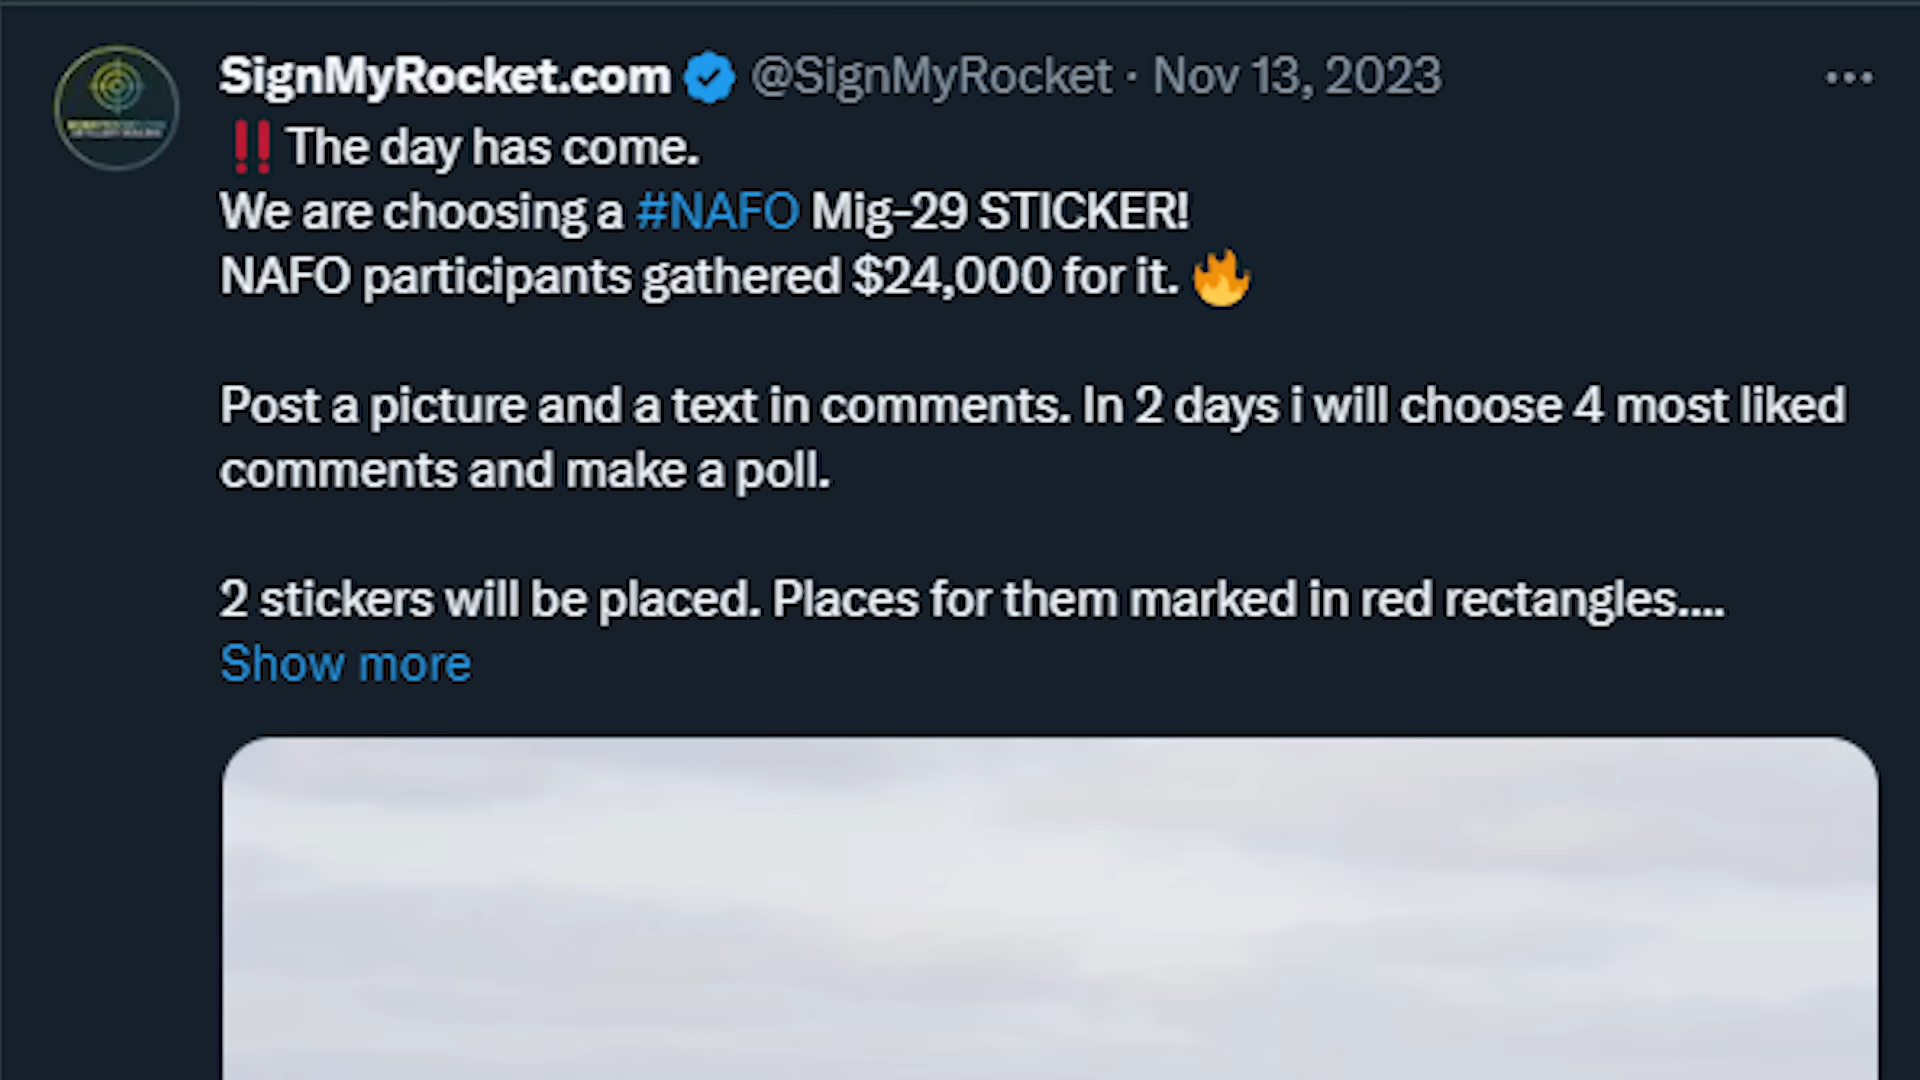 SignMyRocket.com @SignMyRocket · Nov 13, 2023
‼️ The day has come.
We are choosing a #NAFO Mig-29 STICKER!
NAFO participants gathered $24,000 for it. 🔥
Post a picture and a text in comments. In 2 days i will choose 4 most liked
comments and make a poll.
2 stickers will be placed. Places for them marked in red rectangles....
Show more